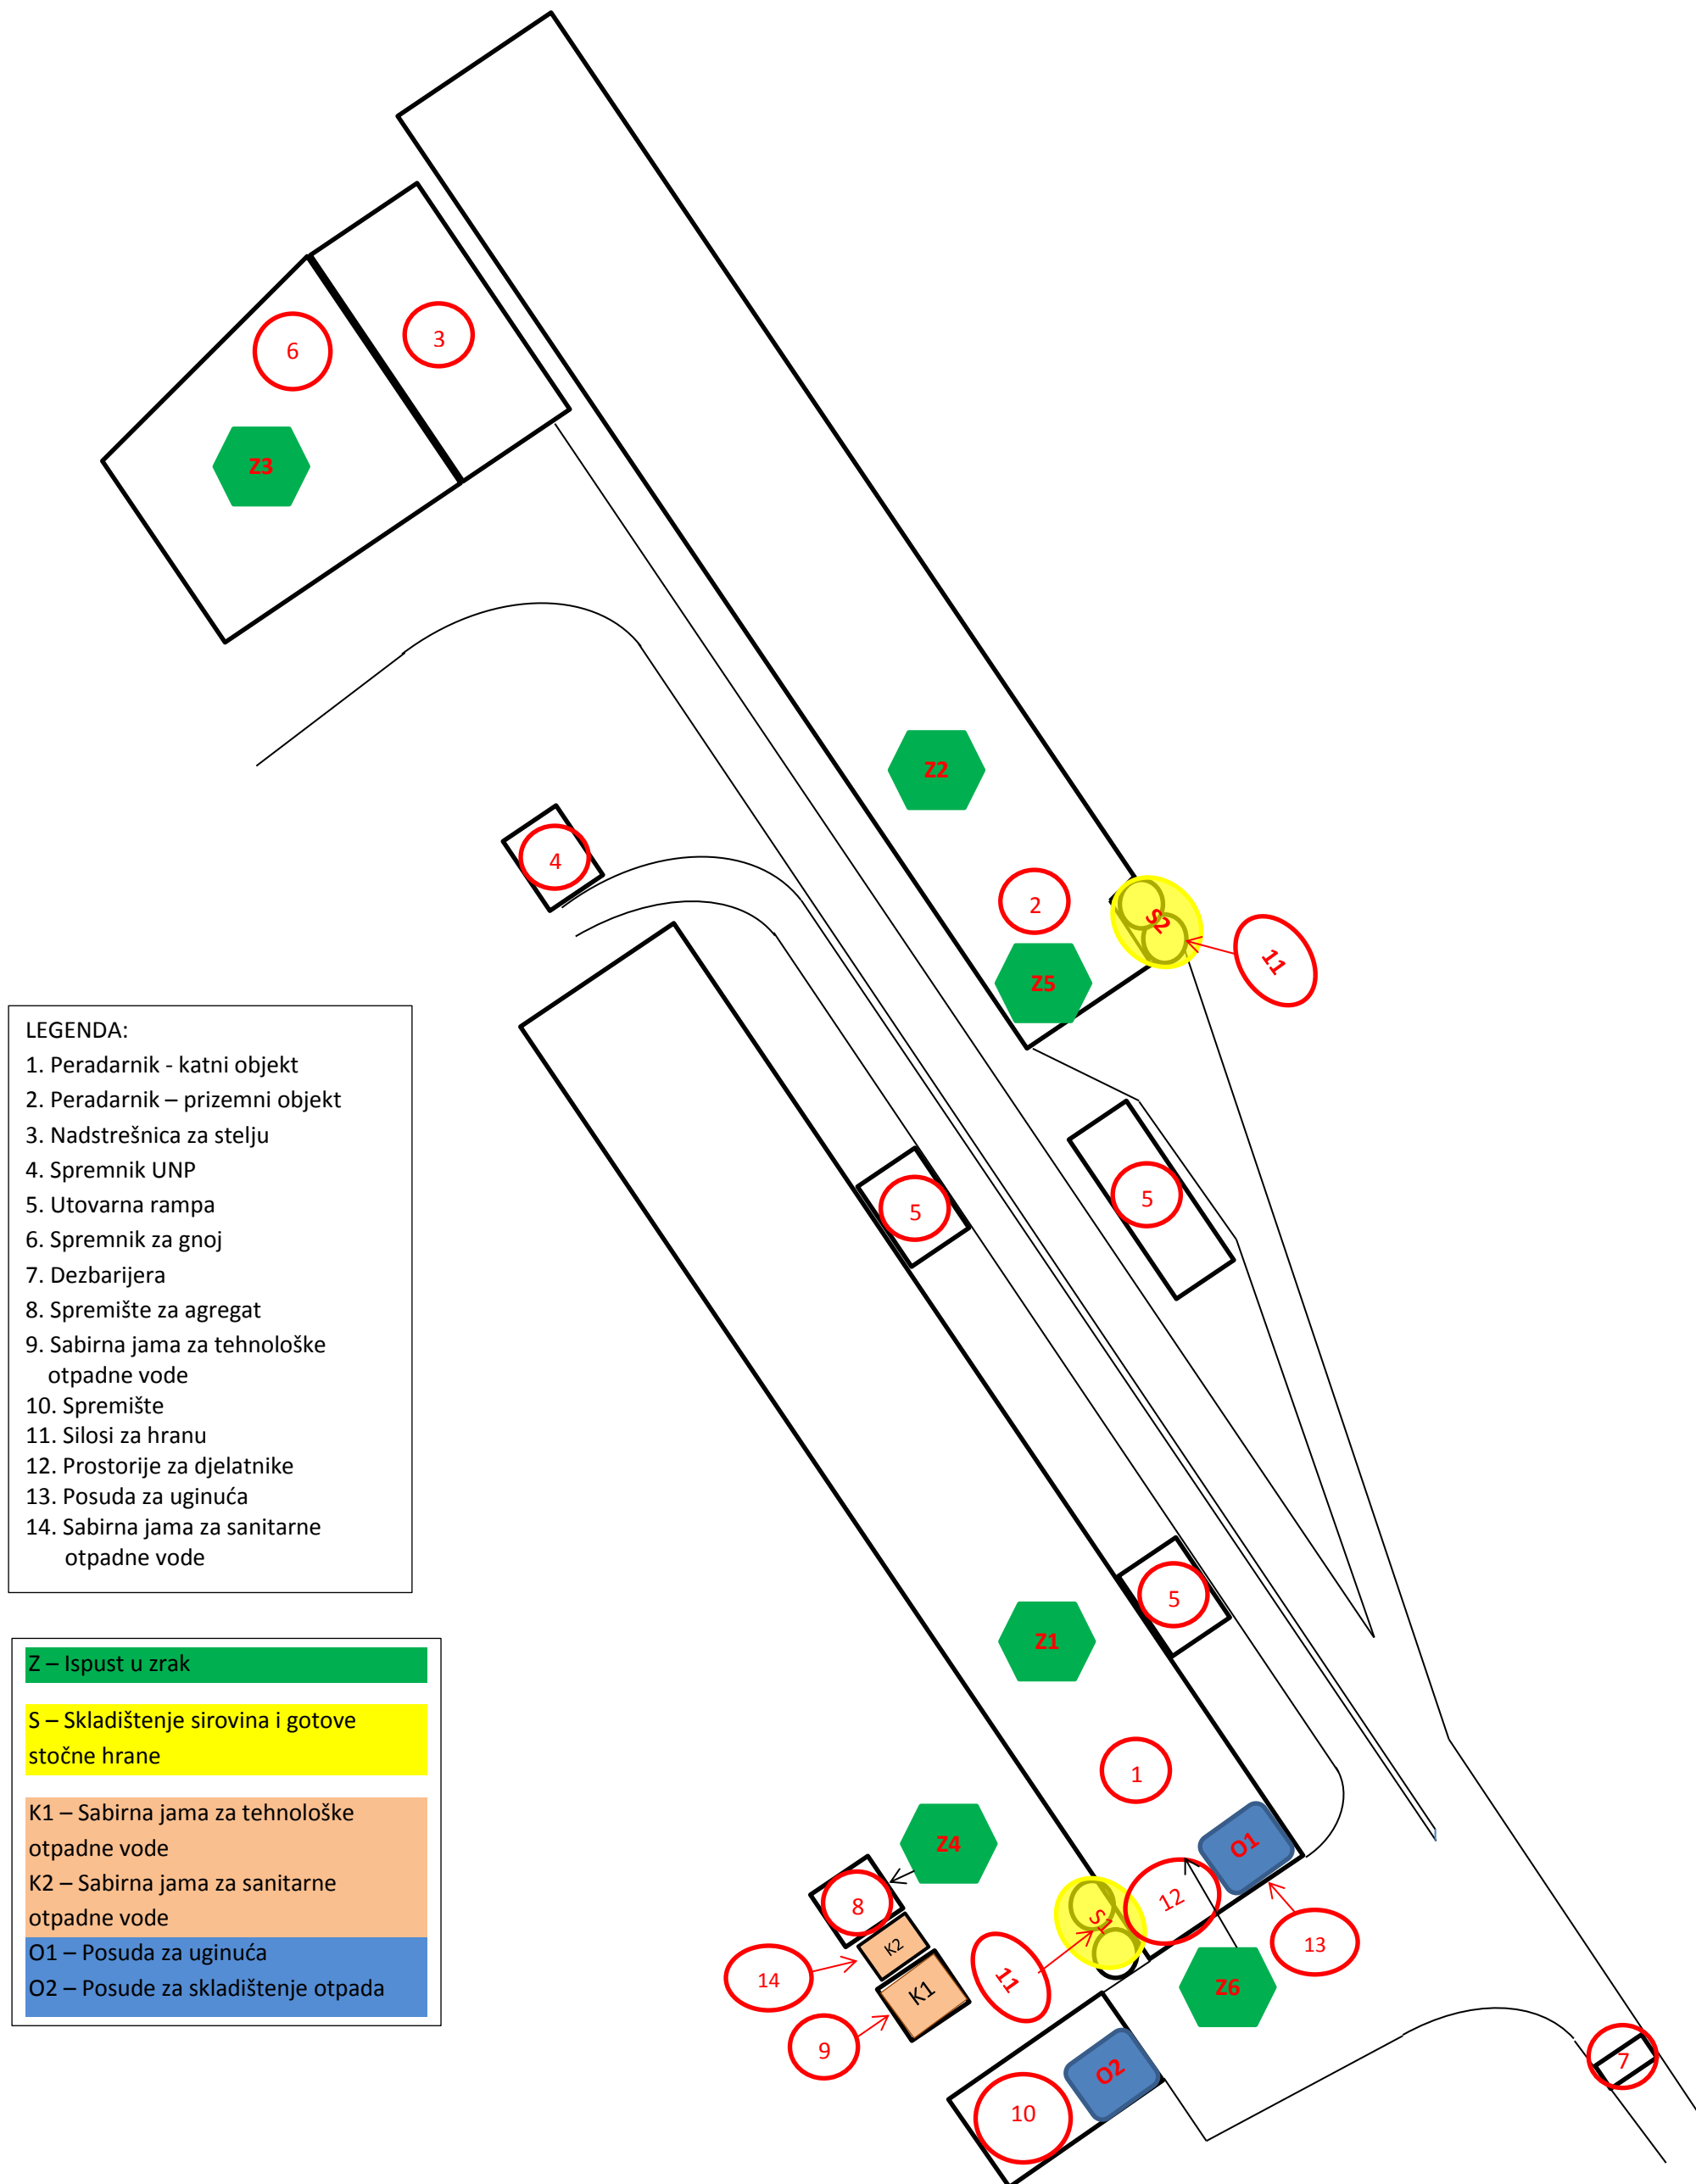 6
3
Z3
Z2
4
2
S2
11
Z5
LEGENDA:
1. Peradarnik - katni objekt
2. Peradarnik – prizemni objekt
3. Nadstrešnica za stelju
4. Spremnik UNP
5. Utovarna rampa
6. Spremnik za gnoj
7. Dezbarijera
8. Spremište za agregat
9. Sabirna jama za tehnološke
otpadne vode
10. Spremište
11. Silosi za hranu
12. Prostorije za djelatnike
13. Posuda za uginuća
14. Sabirna jama za sanitarne
otpadne vode
5
5
5
Z1
Z – Ispust u zrak
S – Skladištenje sirovina i gotove
stočne hrane
K1 – Sabirna jama za tehnološke
otpadne vode
K2 – Sabirna jama za sanitarne
otpadne vode
O1 – Posuda za uginuća
O2 – Posude za skladištenje otpada
1
Z4
O1
8
12
S1
K2
13
14
11
Z6
K1
9
7
O2
10